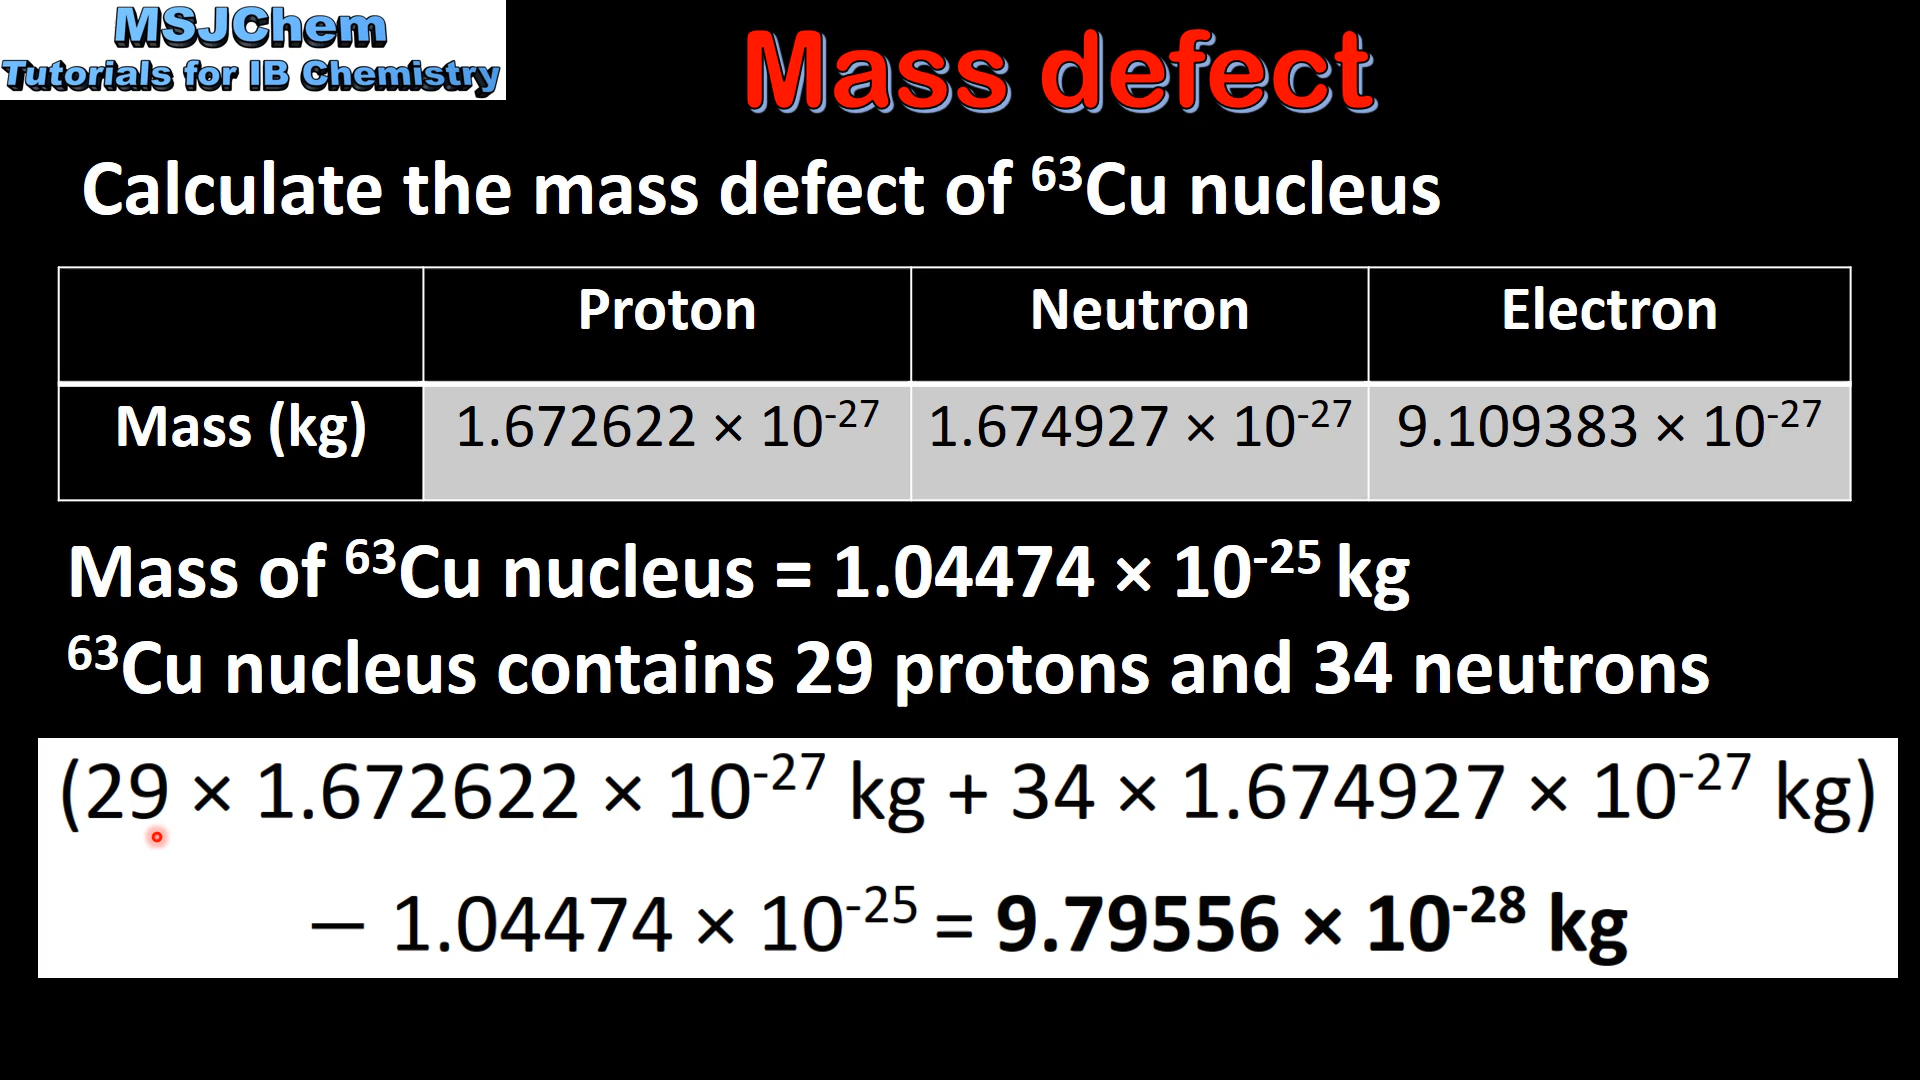 MSJChem
Tutorials for IB Chemistry
Mass defect
Calculate the mass defect of ⁶³Cu nucleus
Proton Neutron Electron
Mass (kg) 1.672622 × 10⁻²⁷ 1.674927 × 10⁻²⁷ 9.109383 × 10⁻²⁷
Mass of ⁶³Cu nucleus = 1.04474 × 10⁻²⁵ kg
⁶³Cu nucleus contains 29 protons and 34 neutrons
(29 × 1.672622 × 10⁻²⁷ kg + 34 × 1.674927 × 10⁻²⁷ kg)
– 1.04474 × 10⁻²⁵ = 9.79556 × 10⁻²⁸ kg